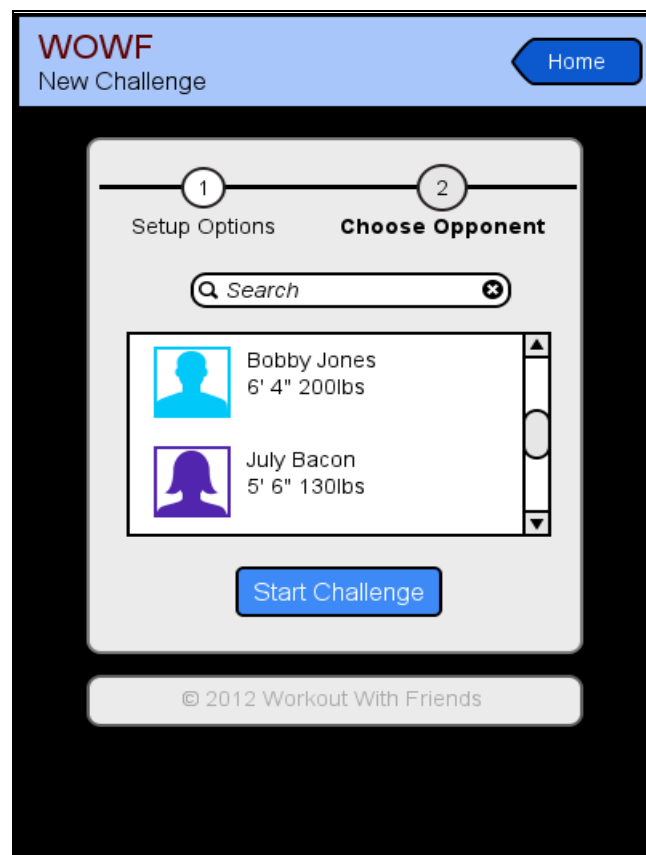 WOWF
New Challenge
Home
1
2
Setup Options
Choose Opponent
Search
Bobby Jones
6' 4" 200lbs
July Bacon
5' 6" 130lbs
Start Challenge
© 2012 Workout With Friends